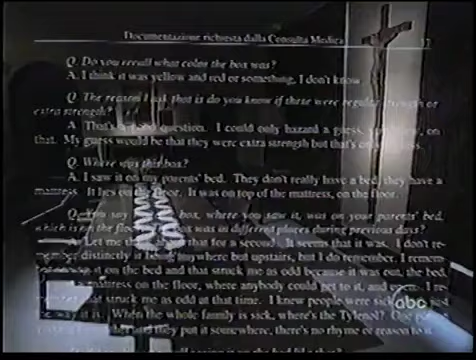 Documentazione richiesta dalla Consulta Medica 12
Q. Do you recall what color the box was?
A. I think it was yellow and red or something, I don't know
Q. The reason I ask that is do you know if these were regular strength or
extra strength?
A. That's a good question. I could only hazard a guess, on
that. My guess would be that they were extra strength but that's
Q. Where was this box?
A. I saw it on my parents' bed. They don't really have a bed, they have a
mattress. It lies on the floor. It was on top of the mattress, on the floor.
Q. You say box, where you saw it, was on your parents' bed,
which is on the floor box was in different places during previous days?
A. Let me that for a second. It seems that it was. I don't re-
member distinctly it being anywhere but upstairs, but I do remember. I remem
it on the bed and that struck me as odd because it was out, the bed,
mattress on the floor, where anybody could get to it, and
that struck me as odd at that time. I knew people were sick
the way it is. When the whole family is sick, where's the Tylenol? One
and they put it somewhere, there's no rhyme or reason to it.
abc